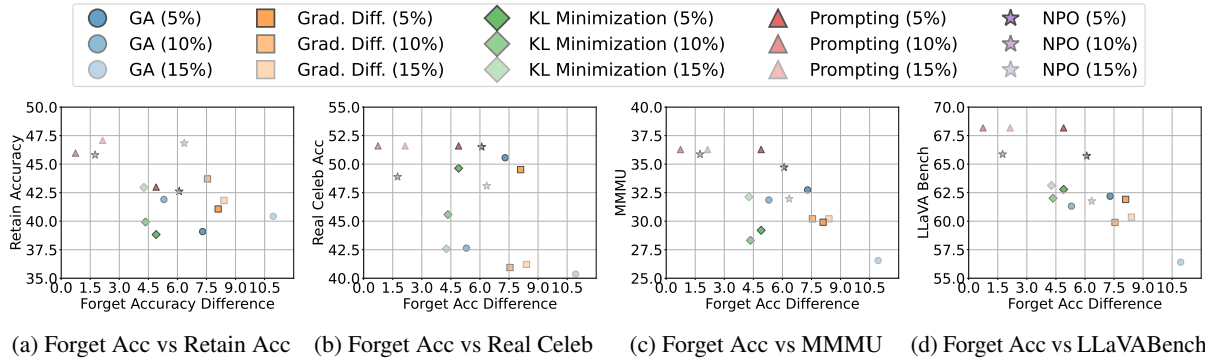 GA (5%) Grad. Diff. (5%) KL Minimization (5%) Prompting (5%) NPO (5%)
GA (10%) Grad. Diff. (10%) KL Minimization (10%) Prompting (10%) NPO (10%)
GA (15%) Grad. Diff. (15%) KL Minimization (15%) Prompting (15%) NPO (15%)
Retain Accuracy
50.0
47.5
45.0
42.5
40.0
37.5
35.0
0.0 1.5 3.0 4.5 6.0 7.5 9.0 10.5
Forget Accuracy Difference
Real Celeb Acc
55.0
52.5
50.0
47.5
45.0
42.5
40.0
0.0 1.5 3.0 4.5 6.0 7.5 9.0 10.5
Forget Acc Difference
MMMU
40.0
37.5
35.0
32.5
30.0
27.5
25.0
0.0 1.5 3.0 4.5 6.0 7.5 9.0 10.5
Forget Acc Difference
LLaVA Bench
70.0
67.5
65.0
62.5
60.0
57.5
55.0
0.0 1.5 3.0 4.5 6.0 7.5 9.0 10.5
Forget Acc Difference
(a) Forget Acc vs Retain Acc (b) Forget Acc vs Real Celeb (c) Forget Acc vs MMMU (d) Forget Acc vs LLaVABench